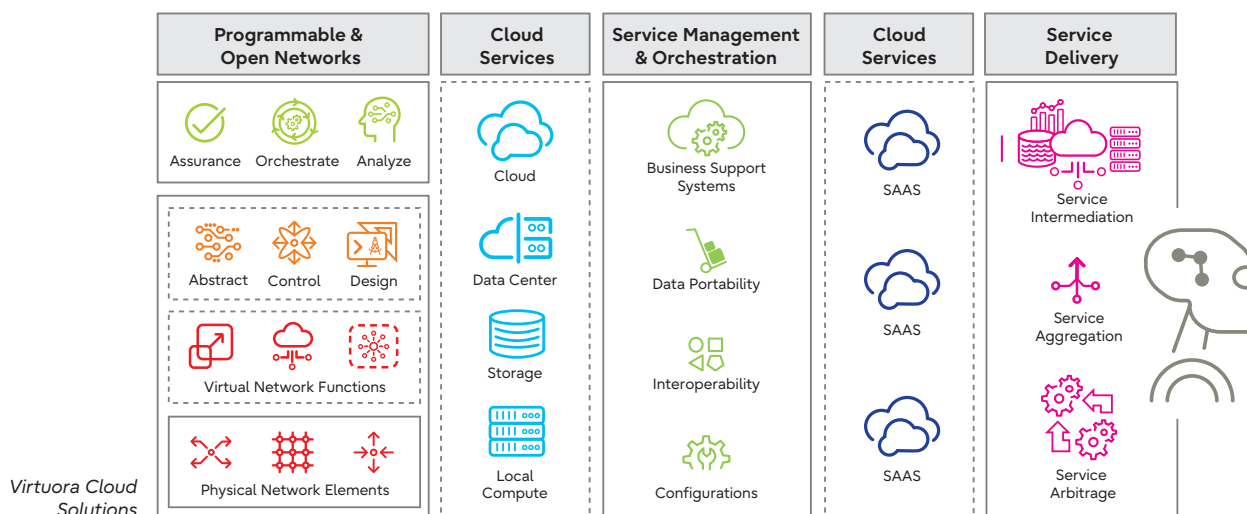 Programmable &
Open Networks
Cloud
Services
Service Management
& Orchestration
Cloud
Services
Service
Delivery
Assurance
Orchestrate
Analyze
Abstract
Control
Design
Virtual Network Functions
Physical Network Elements
Cloud
Data Center
Storage
Local
Compute
Business Support
Systems
Data Portability
Interoperability
Configurations
SAAS
SAAS
SAAS
Service
Intermediation
Service
Aggregation
Service
Arbitrage
Virtuora Cloud
Solutions